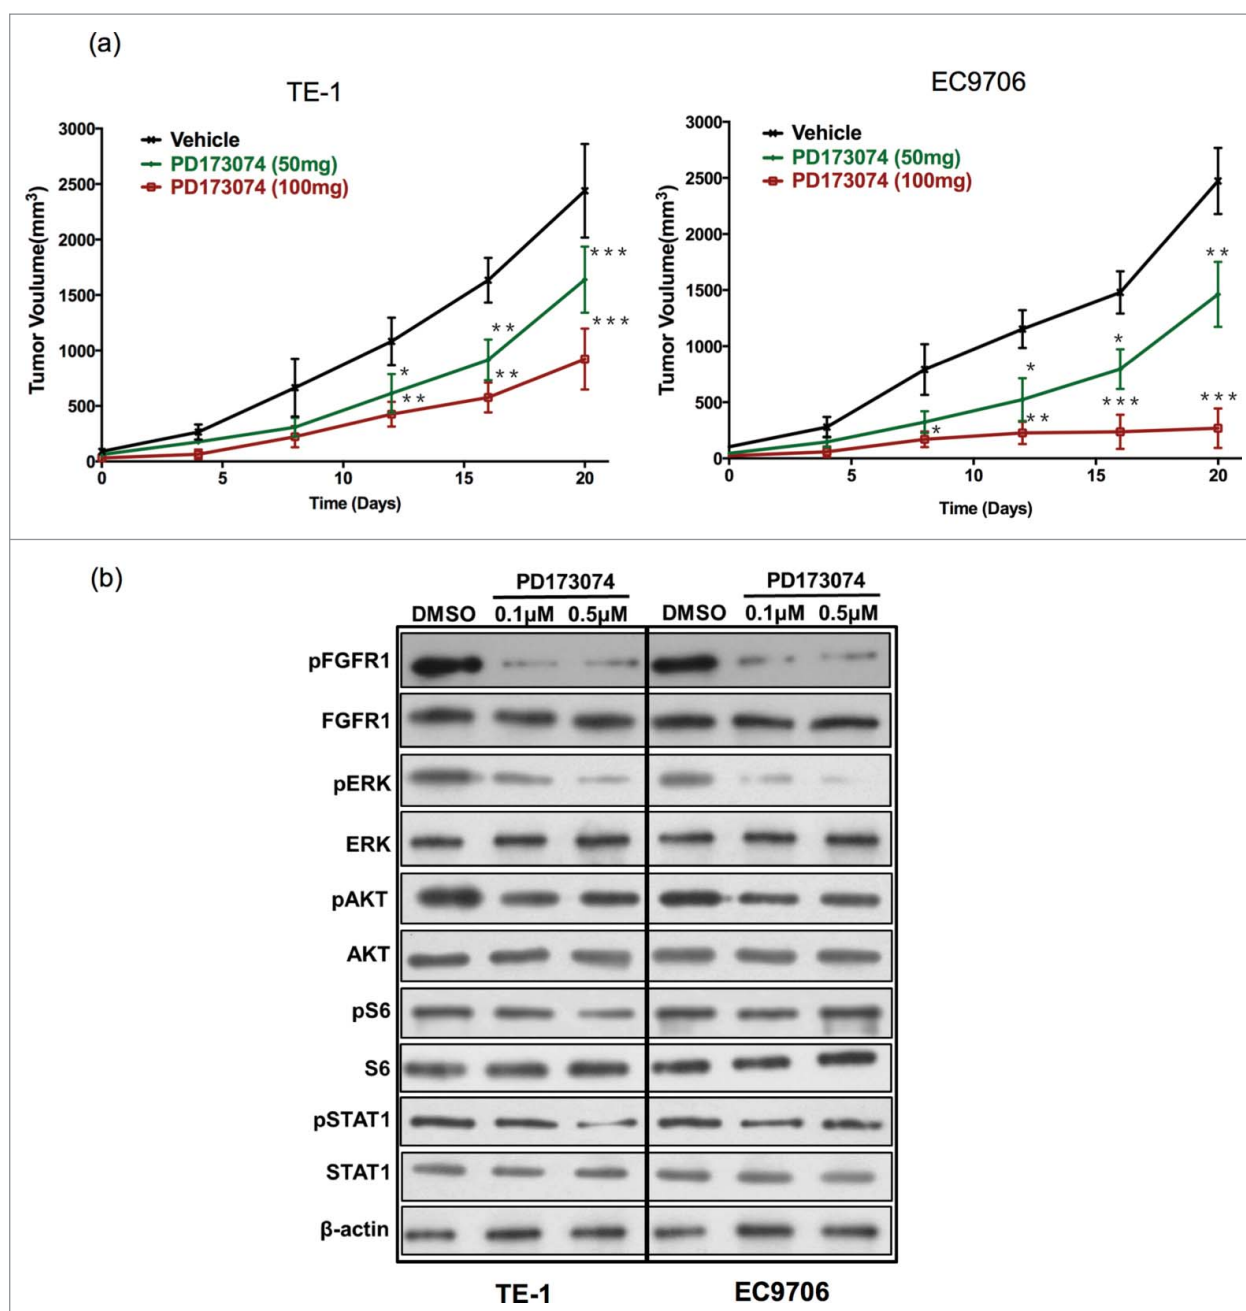 (a)
TE-1
Tumor Voulume(mm3)
3000
2500
2000
1500
1000
500
0
Vehicle
PD173074 (50mg)
PD173074 (100mg)
***
***
**
**
*
**
0 5 10 15 20
Time (Days)
EC9706
Tumor Voulume(mm3)
3000
2500
2000
1500
1000
500
0
Vehicle
PD173074 (50mg)
PD173074 (100mg)
**
*
*
***
***
**
*
0 5 10 15 20
Time (Days)
(b)
PD173074 PD173074
DMSO 0.1µM 0.5µM DMSO 0.1µM 0.5µM
pFGFR1
FGFR1
pERK
ERK
pAKT
AKT
pS6
S6
pSTAT1
STAT1
β-actin
TE-1 EC9706